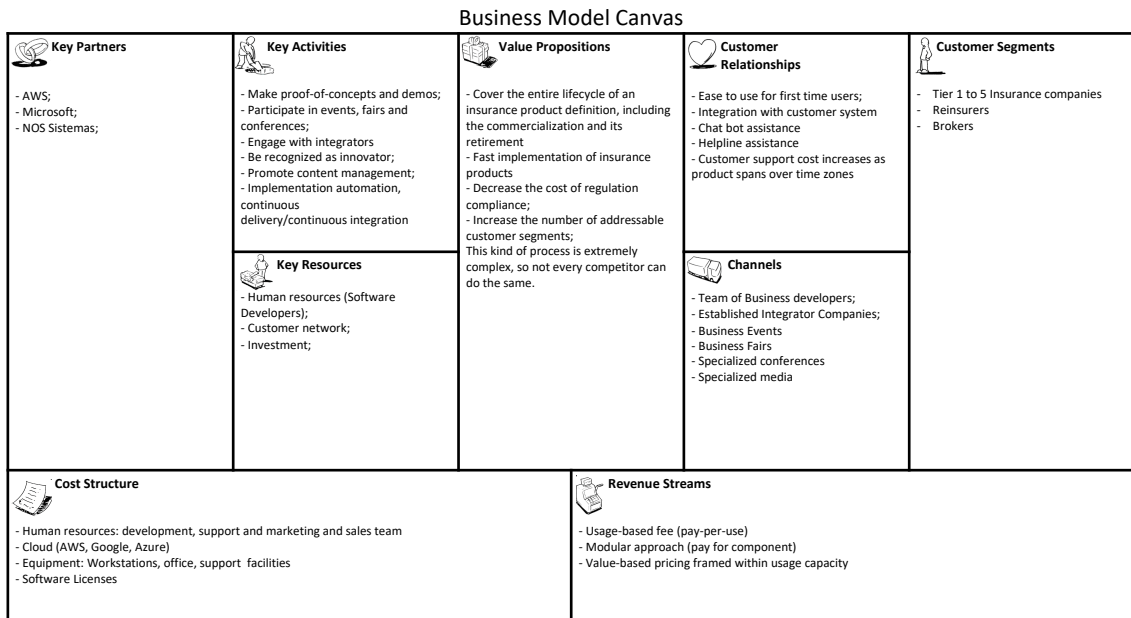 Business Model Canvas
Key Partners
- AWS;
- Microsoft;
- NOS Sistemas;
Key Activities
- Make proof-of-concepts and demos;
- Participate in events, fairs and
conferences;
- Engage with integrators
- Be recognized as innovator;
- Promote content management;
- Implementation automation,
continuous
delivery/continuous integration
Key Resources
- Human resources (Software
Developers);
- Customer network;
- Investment;
Value Propositions
- Cover the entire lifecycle of an
insurance product definition, including
the commercialization and its
retirement
- Fast implementation of insurance
products
- Decrease the cost of regulation
compliance;
- Increase the number of addressable
customer segments;
This kind of process is extremely
complex, so not every competitor can
do the same.
Customer
Relationships
- Ease to use for first time users;
- Integration with customer system
- Chat bot assistance
- Helpline assistance
- Customer support cost increases as
product spans over time zones
Channels
- Team of Business developers;
- Established Integrator Companies;
- Business Events
- Business Fairs
- Specialized conferences
- Specialized media
Customer Segments
- Tier 1 to 5 Insurance companies
- Reinsurers
- Brokers
Cost Structure
- Human resources: development, support and marketing and sales team
- Cloud (AWS, Google, Azure)
- Equipment: Workstations, office, support facilities
- Software Licenses
Revenue Streams
- Usage-based fee (pay-per-use)
- Modular approach (pay for component)
- Value-based pricing framed within usage capacity